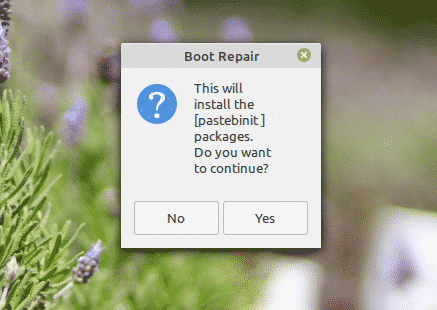 Boot Repair
This will
install the
[pastebinit ]
packages.
Do you want
to continue?
No
Yes